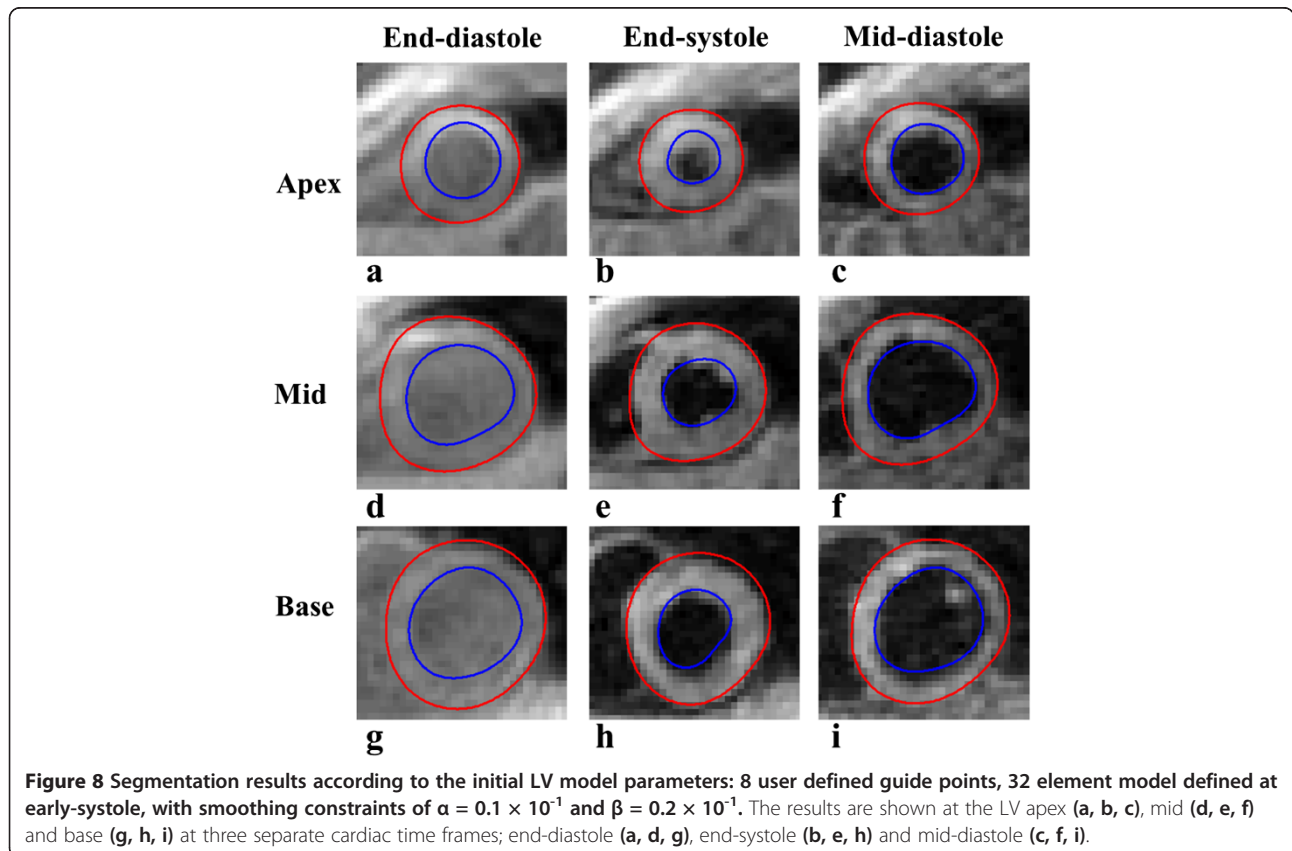 End-diastole End-systole Mid-diastole
Apex
a b c
Mid
d e f
Base
g h i
Figure 8 Segmentation results according to the initial LV model parameters: 8 user defined guide points, 32 element model defined at
early-systole, with smoothing constraints of α = 0.1 × 10⁻¹ and β = 0.2 × 10⁻¹. The results are shown at the LV apex (a, b, c), mid (d, e, f)
and base (g, h, i) at three separate cardiac time frames; end-diastole (a, d, g), end-systole (b, e, h) and mid-diastole (c, f, i).